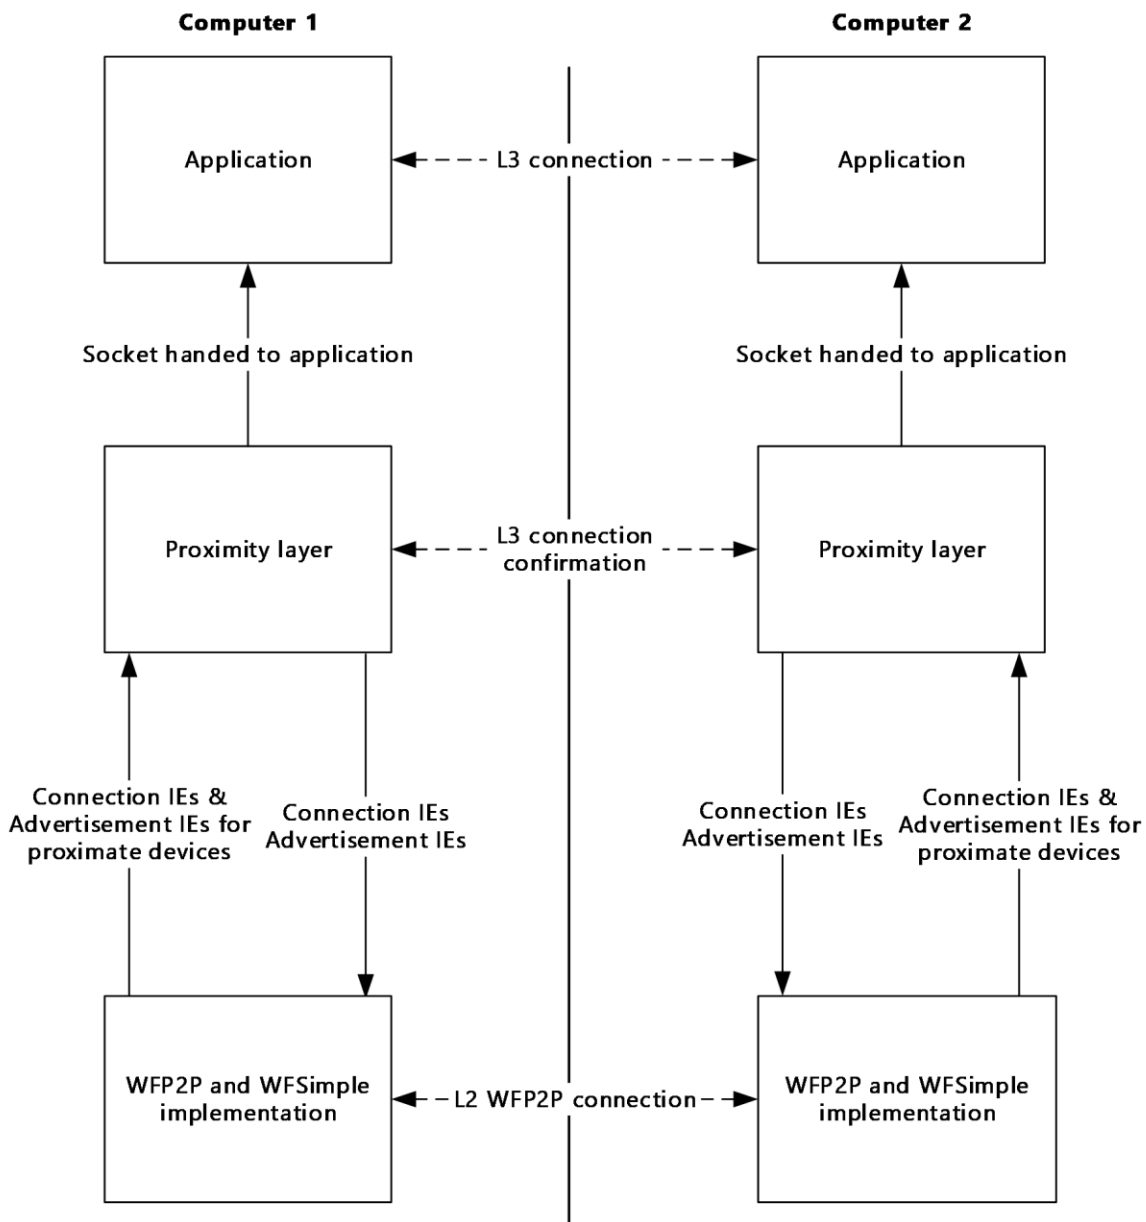 Computer 1
Computer 2
Application
L3 connection
Application
Socket handed to application
Socket handed to application
Proximity layer
L3 connection
confirmation
Proximity layer
Connection IEs &
Advertisement IEs for
proximate devices
Connection IEs
Advertisement IEs
Connection IEs
Advertisement IEs
Connection IEs &
Advertisement IEs for
proximate devices
WFP2P and WFSimple
implementation
L2 WFP2P connection
WFP2P and WFSimple
implementation